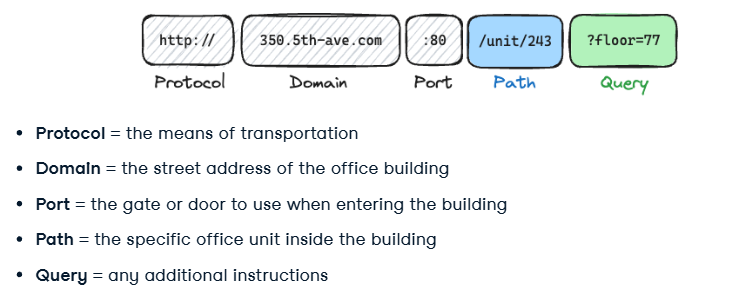 http:// 350.5th-ave.com :80 /unit/243 ?floor=77
Protocol Domain Port Path Query
• Protocol = the means of transportation
• Domain = the street address of the office building
• Port = the gate or door to use when entering the building
• Path = the specific office unit inside the building
• Query = any additional instructions